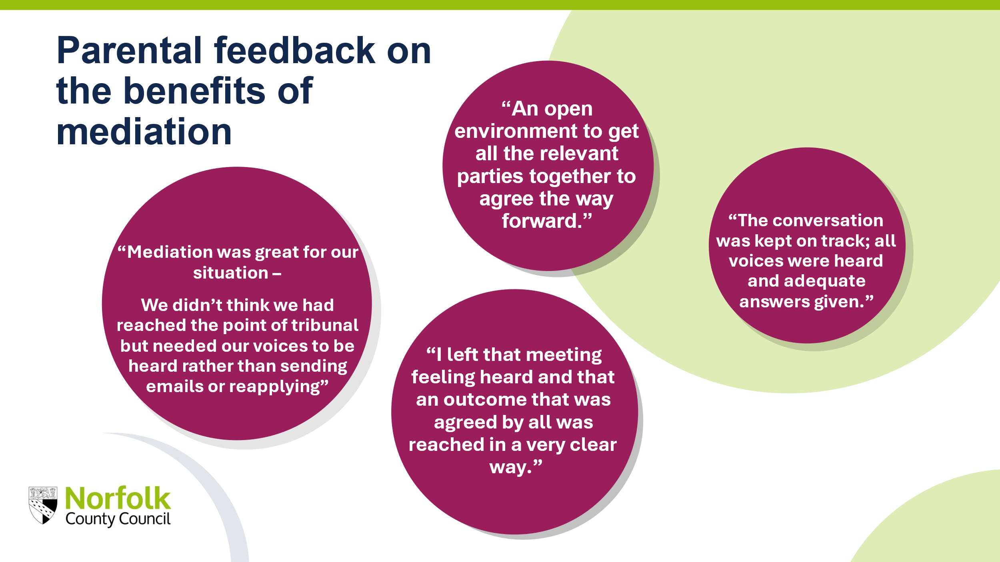 Parental feedback on
the benefits of
mediation
“An open
environment to get
all the relevant
parties together to
agree the way
forward.”
“The conversation
was kept on track; all
voices were heard
and adequate
answers given.”
“Mediation was great for our
situation –
We didn’t think we had
reached the point of tribunal
but needed our voices to be
heard rather than sending
emails or reapplying”
“I left that meeting
feeling heard and that
an outcome that was
agreed by all was
reached in a very clear
way.”
Norfolk
County Council